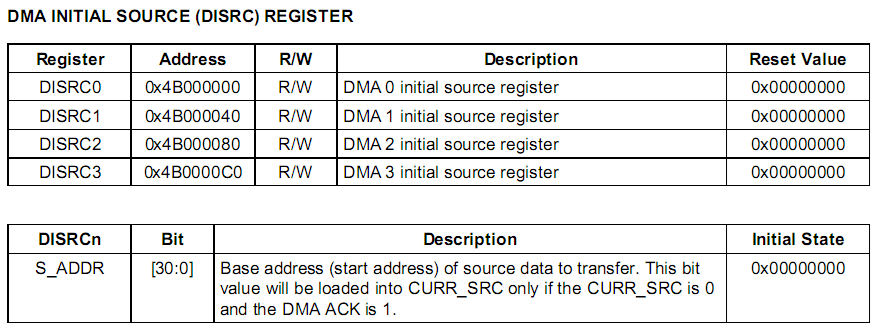 DMA INITIAL SOURCE (DISRC) REGISTER
Register Address R/W Description Reset Value
DISRC0 0x4B000000 R/W DMA 0 initial source register 0x00000000
DISRC1 0x4B000040 R/W DMA 1 initial source register 0x00000000
DISRC2 0x4B000080 R/W DMA 2 initial source register 0x00000000
DISRC3 0x4B0000C0 R/W DMA 3 initial source register 0x00000000
DISRCn Bit Description Initial State
S_ADDR [30:0] Base address (start address) of source data to transfer. This bit 0x00000000
value will be loaded into CURR_SRC only if the CURR_SRC is 0
and the DMA ACK is 1.